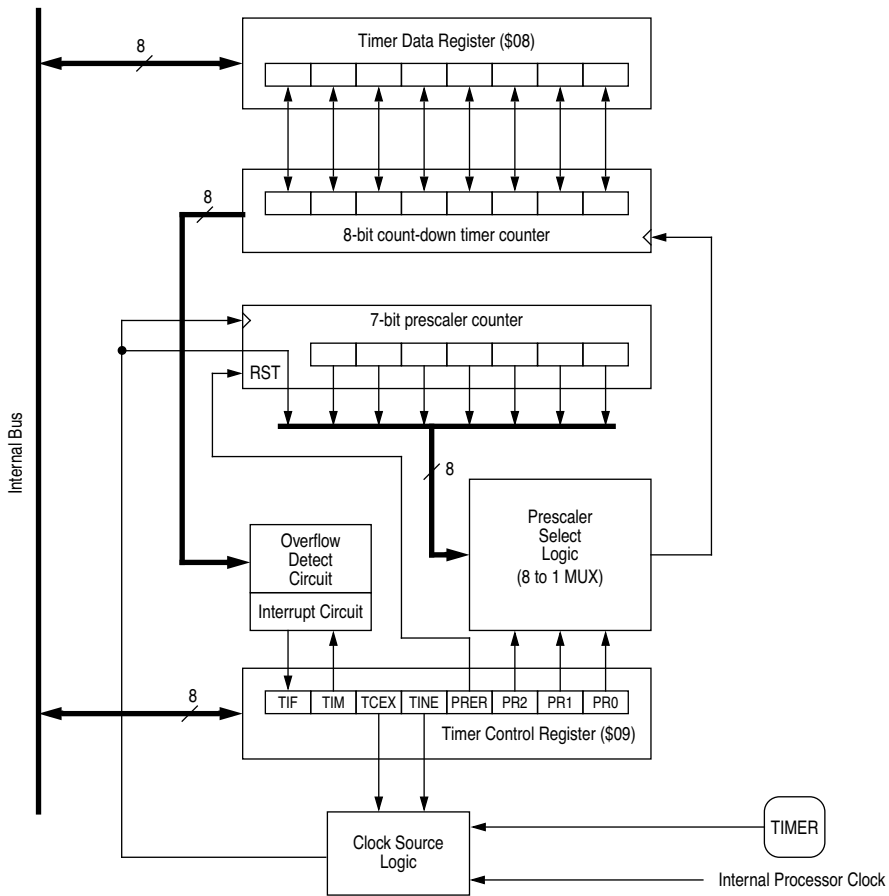 Timer Data Register ($08)
8
8
8-bit count-down timer counter
7-bit prescaler counter
RST
Internal Bus
8
Prescaler
Select
Logic
(8 to 1 MUX)
Overflow
Detect
Circuit
Interrupt Circuit
8
TIF TIM TCEX TINE PRER PR2 PR1 PR0
Timer Control Register ($09)
Clock Source
Logic
TIMER
Internal Processor Clock